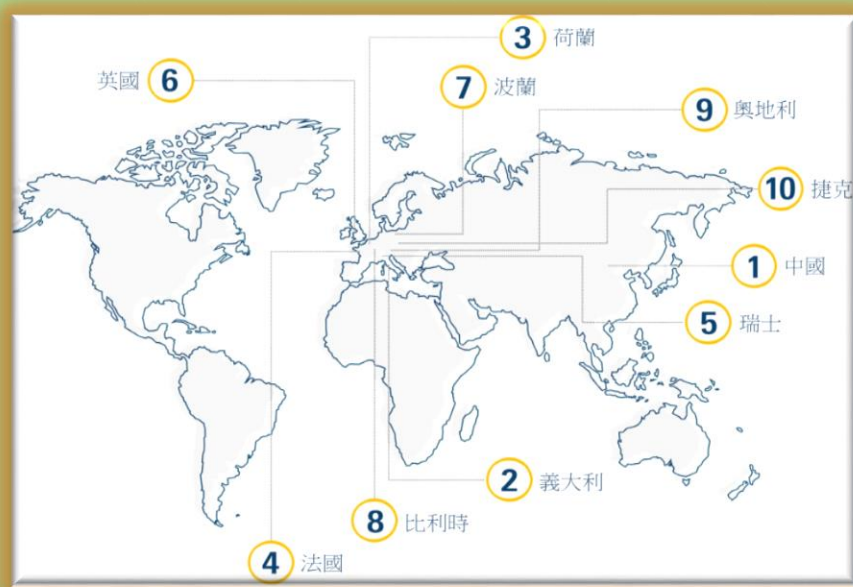 3 荷蘭
英國 6
7 波蘭
9 奧地利
10 捷克
1 中國
5 瑞士
2 義大利
8 比利時
4 法國